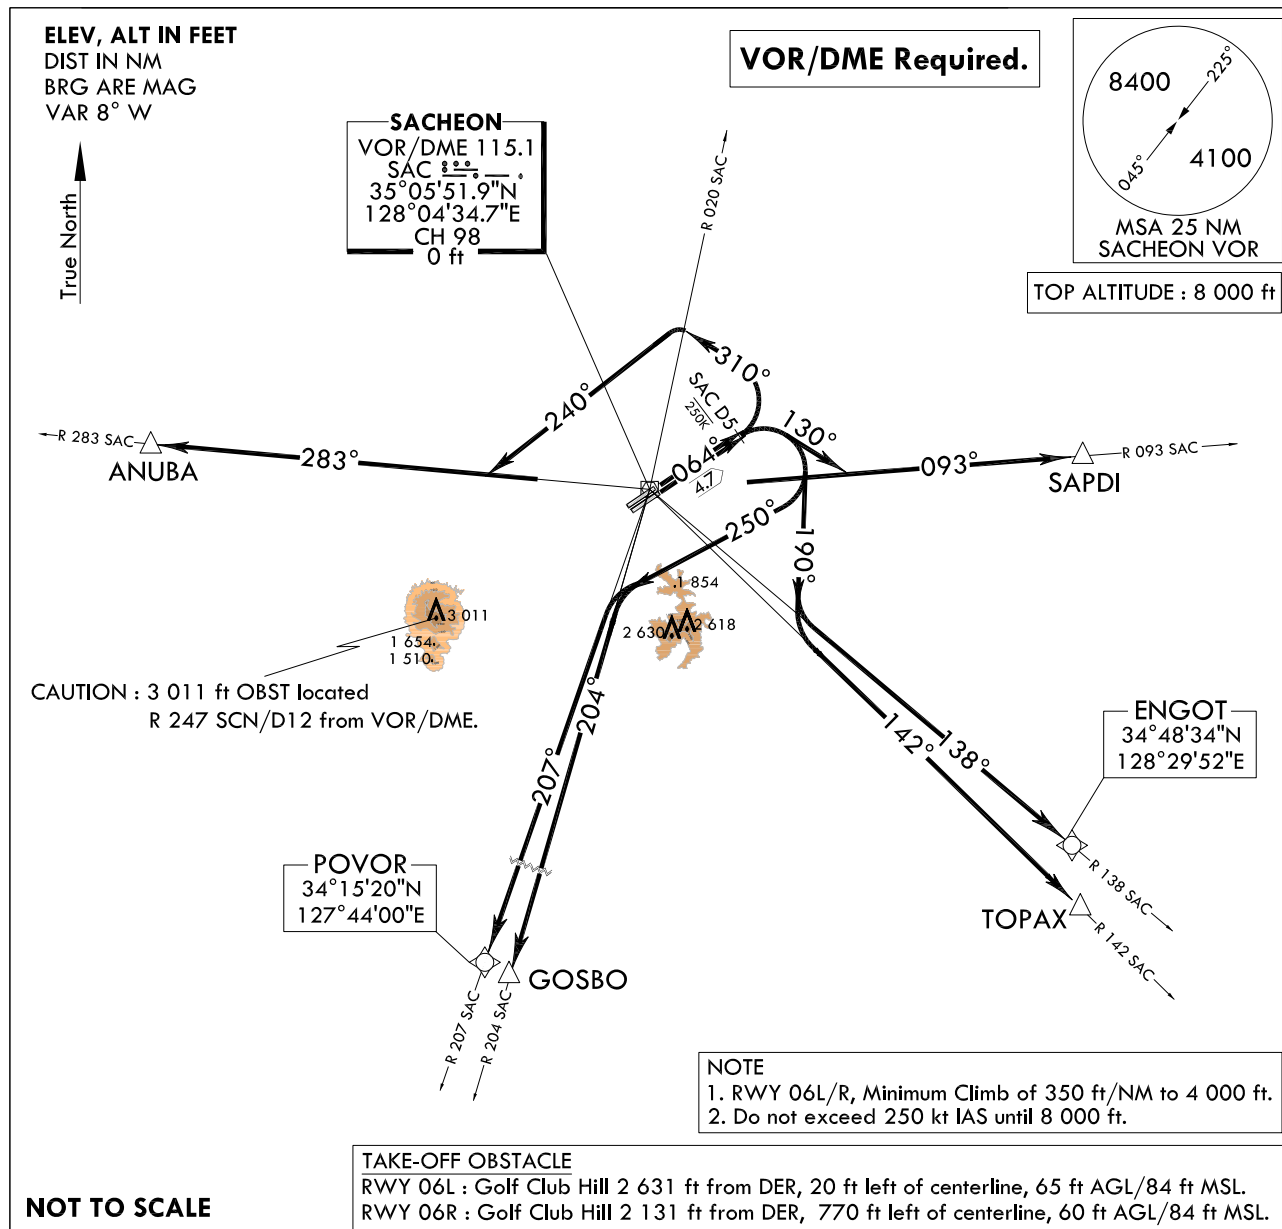 ELEV, ALT IN FEET
DIST IN NM
BRG ARE MAG
VAR 8° W
True North
VOR/DME Required.
8400
4100
225°
045°
MSA 25 NM
SACHEON VOR
TOP ALTITUDE : 8 000 ft
SACHEON
VOR/DME 115.1
SAC
35°05'51.9"N
128°04'34.7"E
CH 98
0 ft
R 020 SAC
310°
240°
SAC D5
250K
130°
064°
4.7
R 283 SAC
ANUBA
283°
093°
R 093 SAC
SAPDI
250°
190°
1 854
3 011
2 630
2 618
1 654
1 510
CAUTION : 3 011 ft OBST located
R 247 SCN/D12 from VOR/DME.
204°
207°
142°
138°
ENGOT
34°48'34"N
128°29'52"E
POVOR
34°15'20"N
127°44'00"E
R 138 SAC
TOPAX
R 142 SAC
GOSBO
R 207 SAC
R 204 SAC
NOTE
1. RWY 06L/R, Minimum Climb of 350 ft/NM to 4 000 ft.
2. Do not exceed 250 kt IAS until 8 000 ft.
TAKE-OFF OBSTACLE
RWY 06L : Golf Club Hill 2 631 ft from DER, 20 ft left of centerline, 65 ft AGL/84 ft MSL.
RWY 06R : Golf Club Hill 2 131 ft from DER, 770 ft left of centerline, 60 ft AGL/84 ft MSL.
NOT TO SCALE